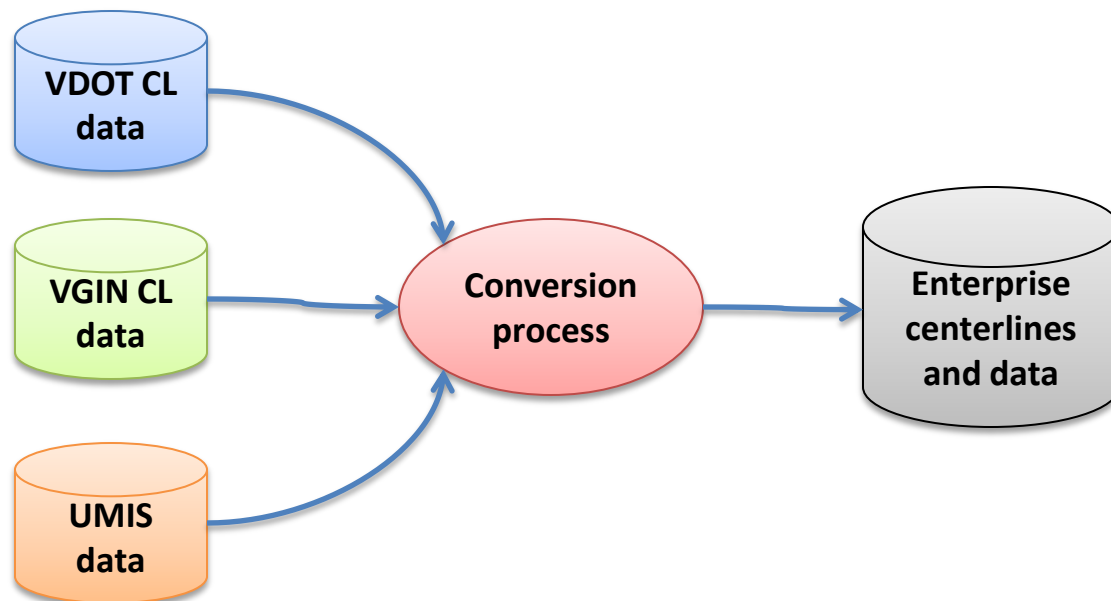 VDOT CL
data
VGIN CL
data
UMIS
data
Conversion
process
Enterprise
centerlines
and data